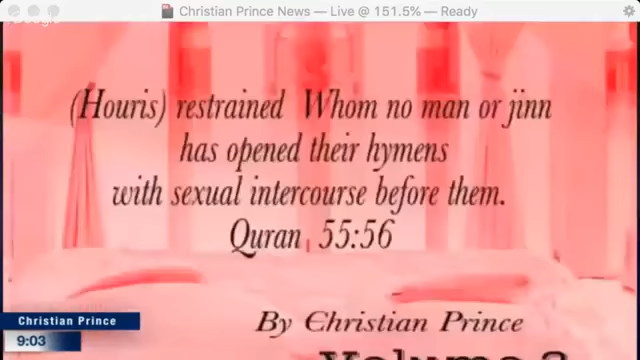 Christian Prince News — Live @ 151.5% — Ready
(Houris) restrained Whom no man or jinn
has opened their hymens
with sexual intercourse before them.
Quran 55:56
By Christian Prince
Christian Prince
9:03